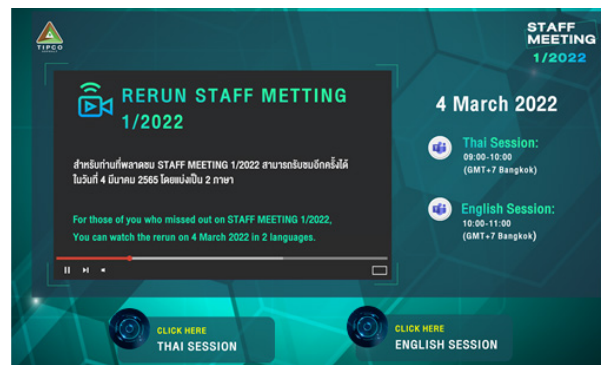 TIPCO
STAFF
MEETING
1/2022
RERUN STAFF METTING
1/2022
สำหรับท่านที่พลาดชม STAFF MEETING 1/2022 สามารถรับชมอีกครั้งได้
ในวันที่ 4 มีนาคม 2565 โดยแบ่งเป็น 2 ภาษา
For those of you who missed out on STAFF MEETING 1/2022,
You can watch the rerun on 4 March 2022 in 2 languages.
4 March 2022
Thai Session:
09:00-10:00
(GMT+7 Bangkok)
English Session:
10:00-11:00
(GMT+7 Bangkok)
CLICK HERE
THAI SESSION
CLICK HERE
ENGLISH SESSION